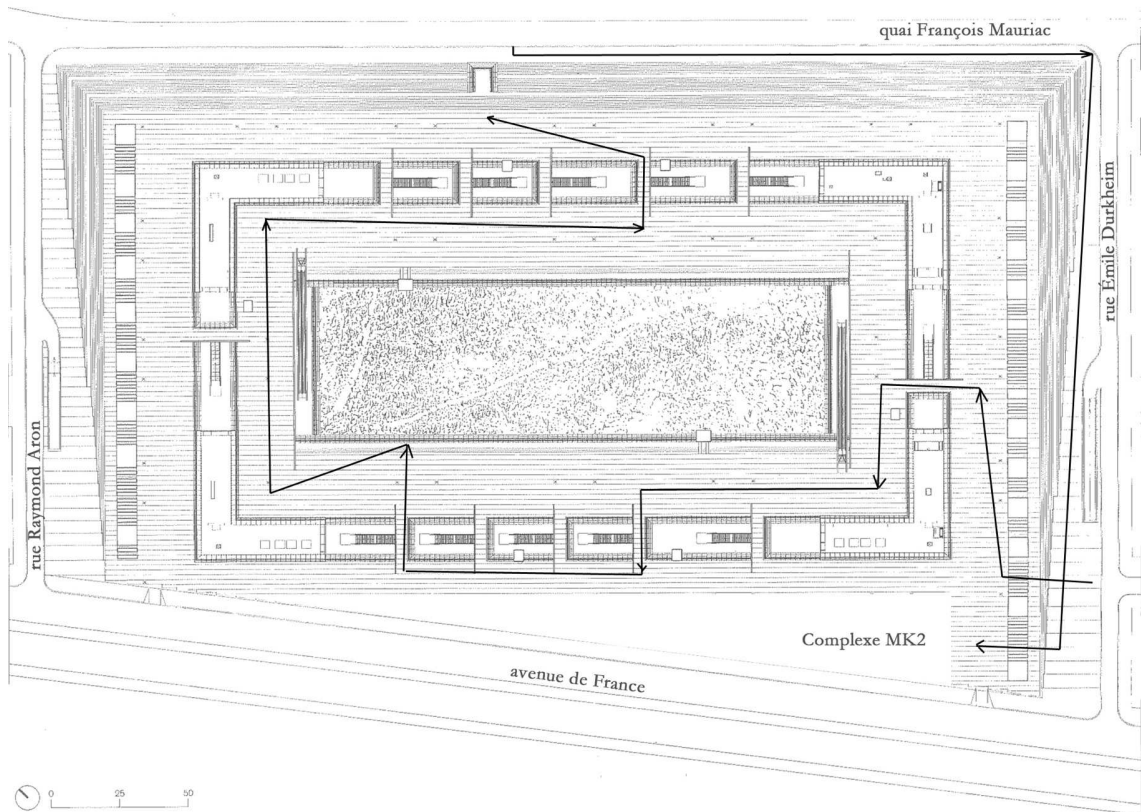 quai François Mauriac
rue Émile Durkheim
rue Raymond Aron
Complexe MK2
avenue de France
0 25 50